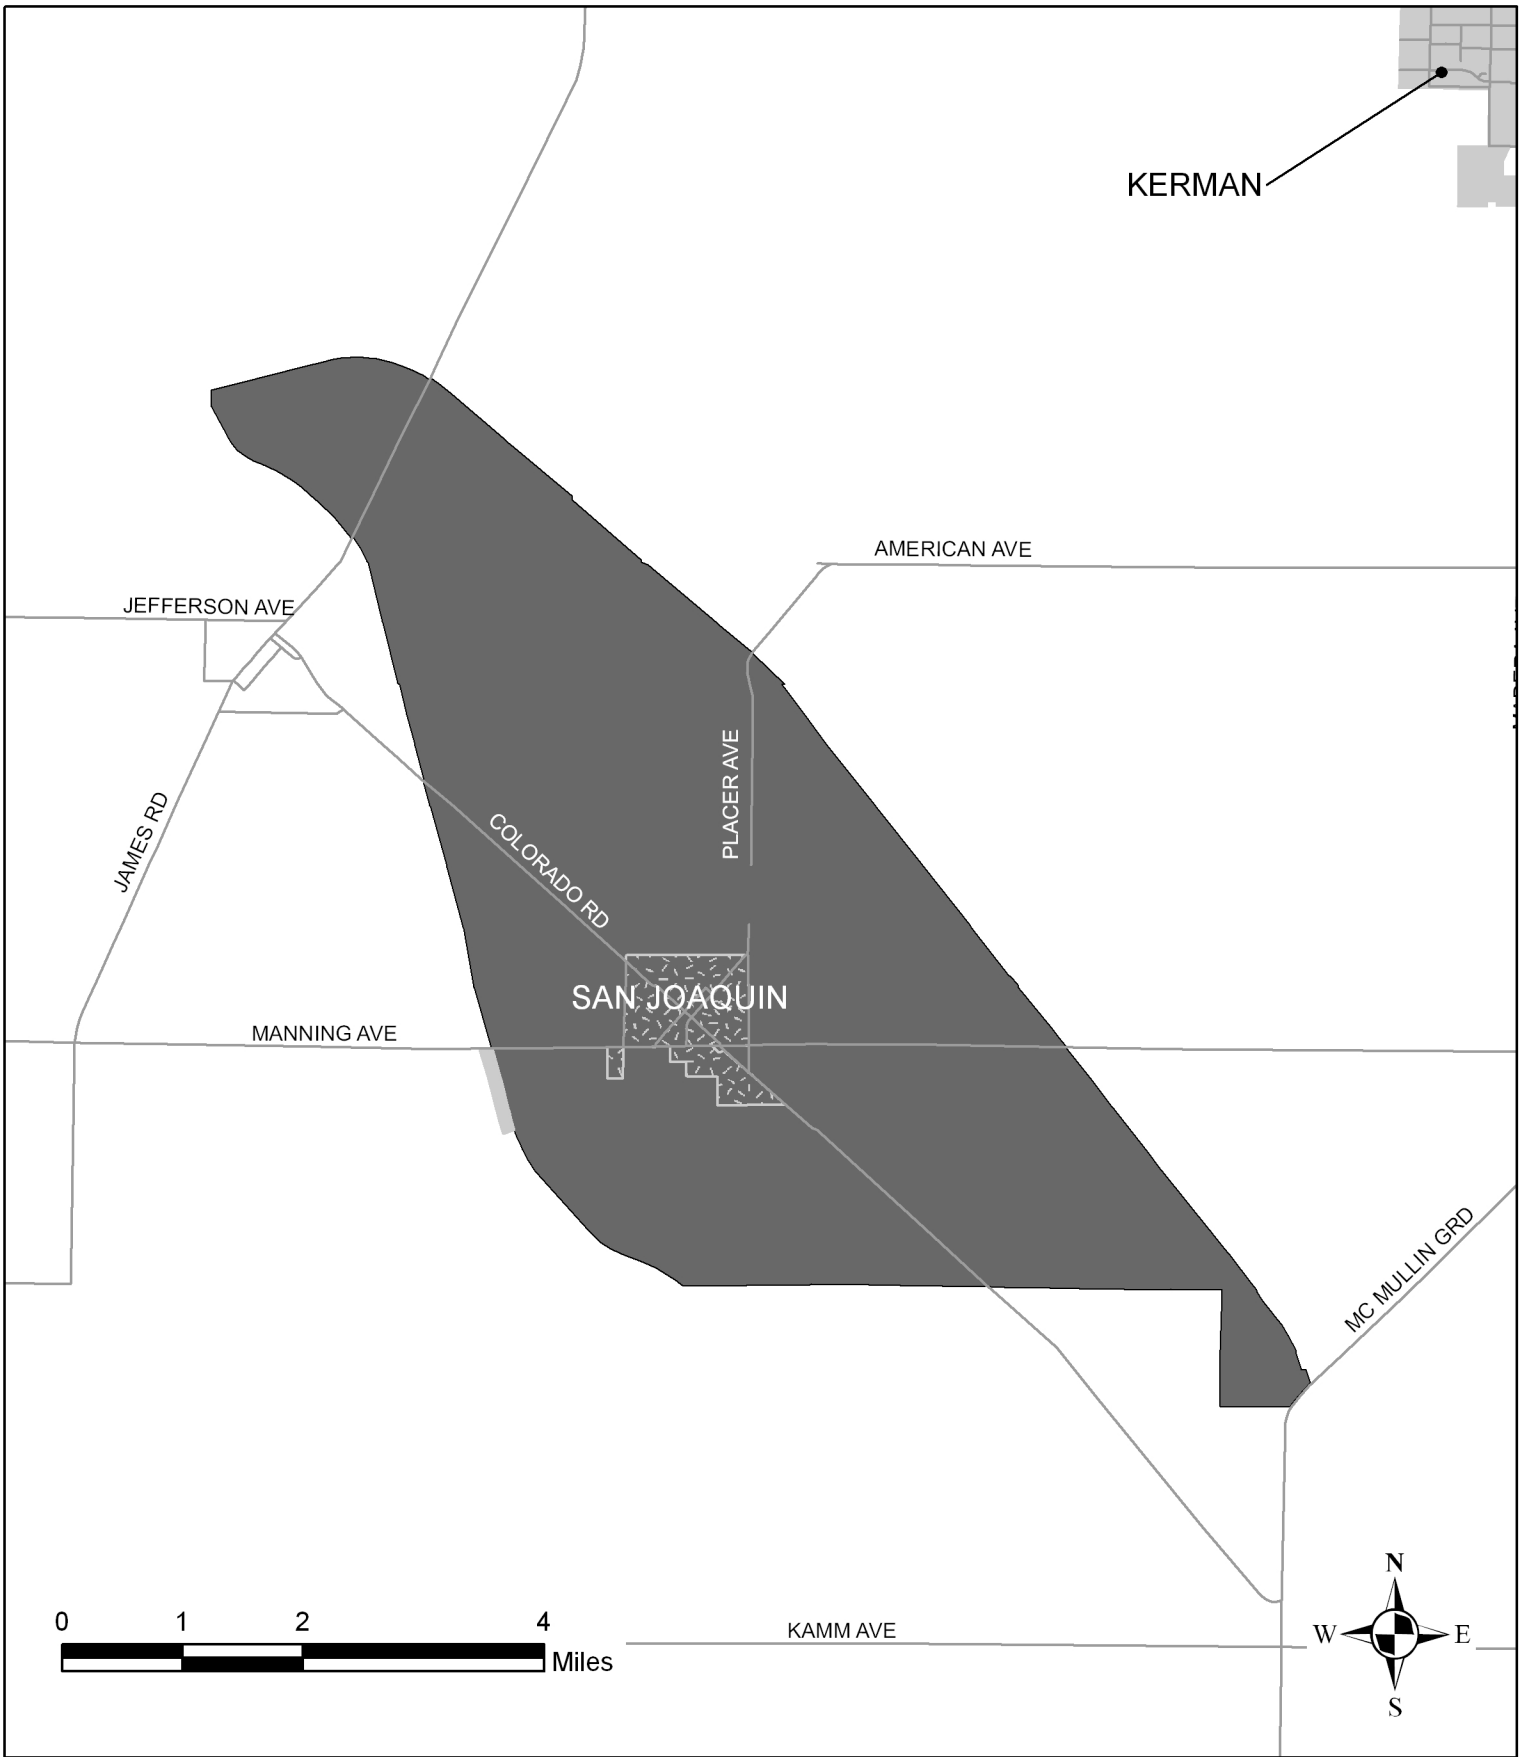 KERMAN
AMERICAN AVE
JEFFERSON AVE
PLACER AVE
JAMES RD
COLORADO RD
SAN JOAQUIN
MANNING AVE
MC MULLIN GRD
N
W E
S
0 1 2 4
Miles
KAMM AVE